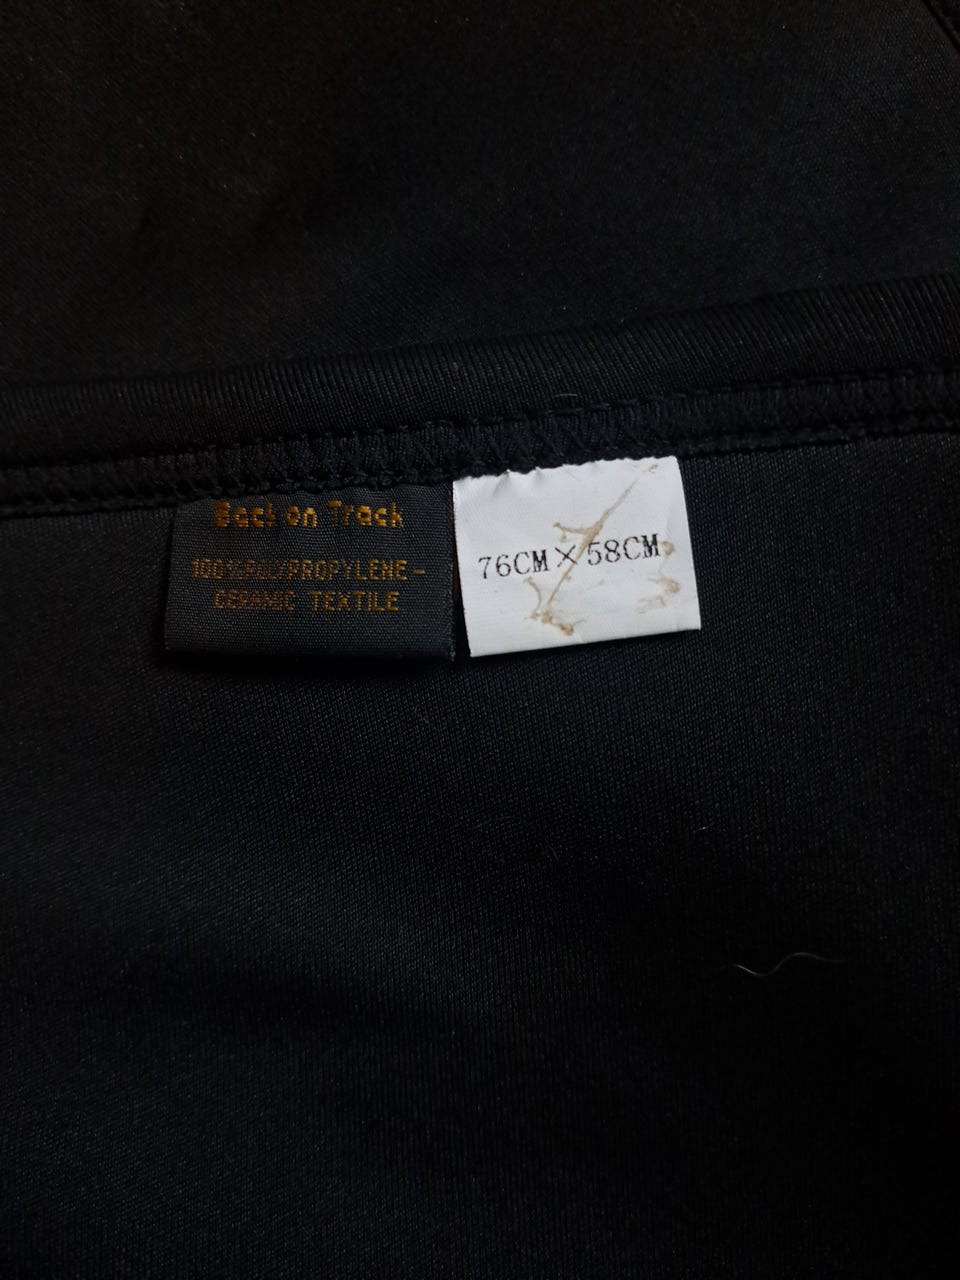 Back on Track
100% POLYPROPYLENE-
CERAMIC TEXTILE
76CM×58CM